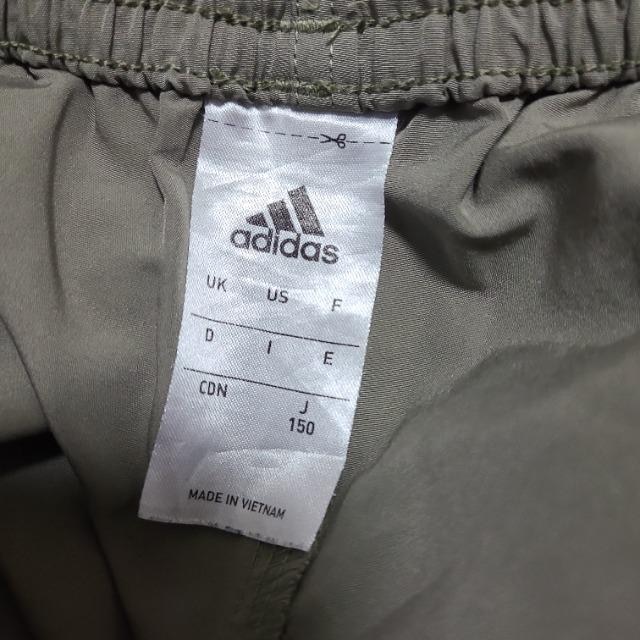 adidas
UK US F
D I E
CDN J
150
MADE IN VIETNAM